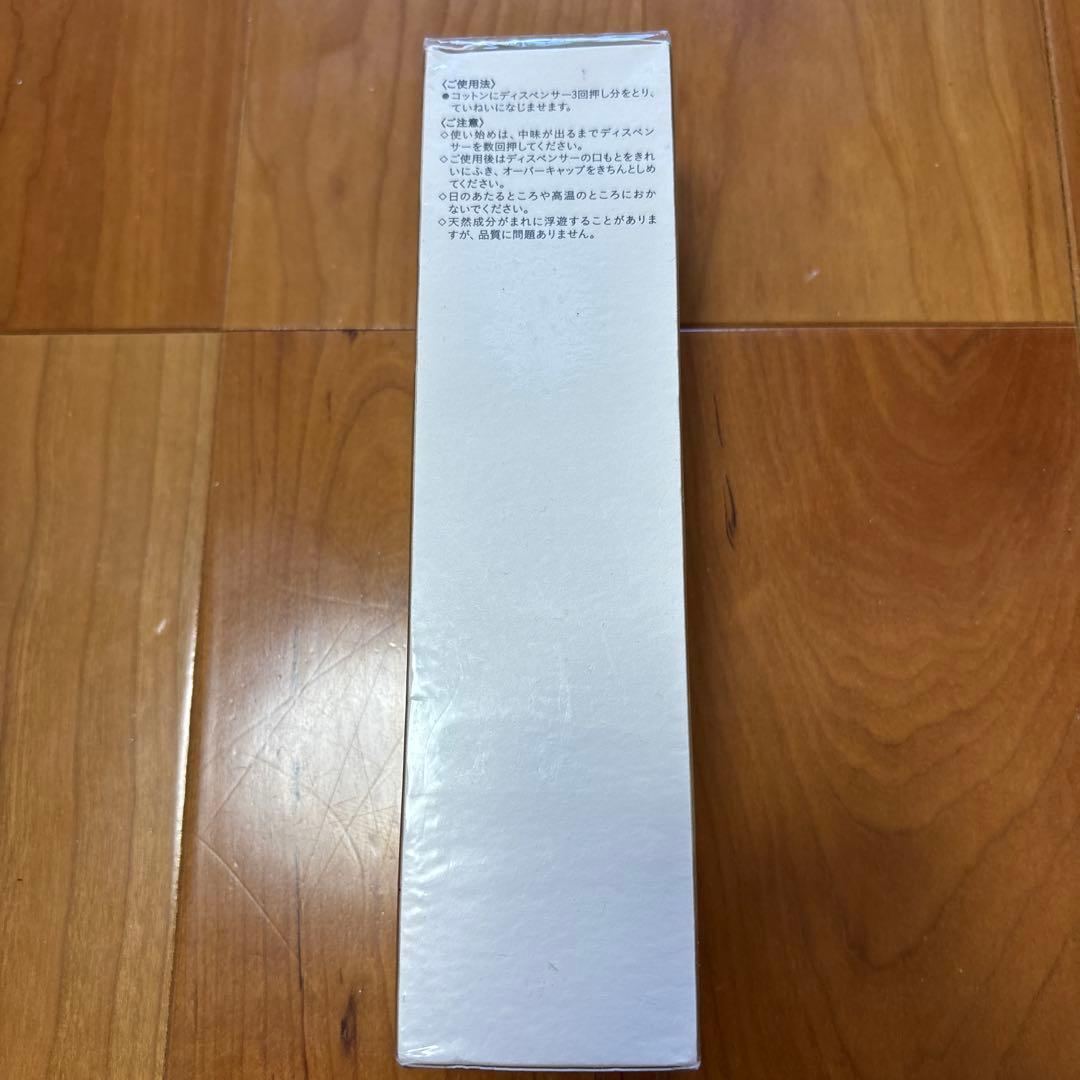 〈ご使用法〉
●コットンにディスペンサー3回押し分をとり、
ていねいになじませます。
〈ご注意〉
◇使い始めは、中味が出るまでディスペン
サーを数回押してください。
◇ご使用後はディスペンサーの口もとをきれ
いにふき、オーバーキャップをきちんとしめ
てください。
◇日のあたるところや高温のところにおか
ないでください。
◇天然成分がまれに浮遊することがありま
すが、品質に問題ありません。